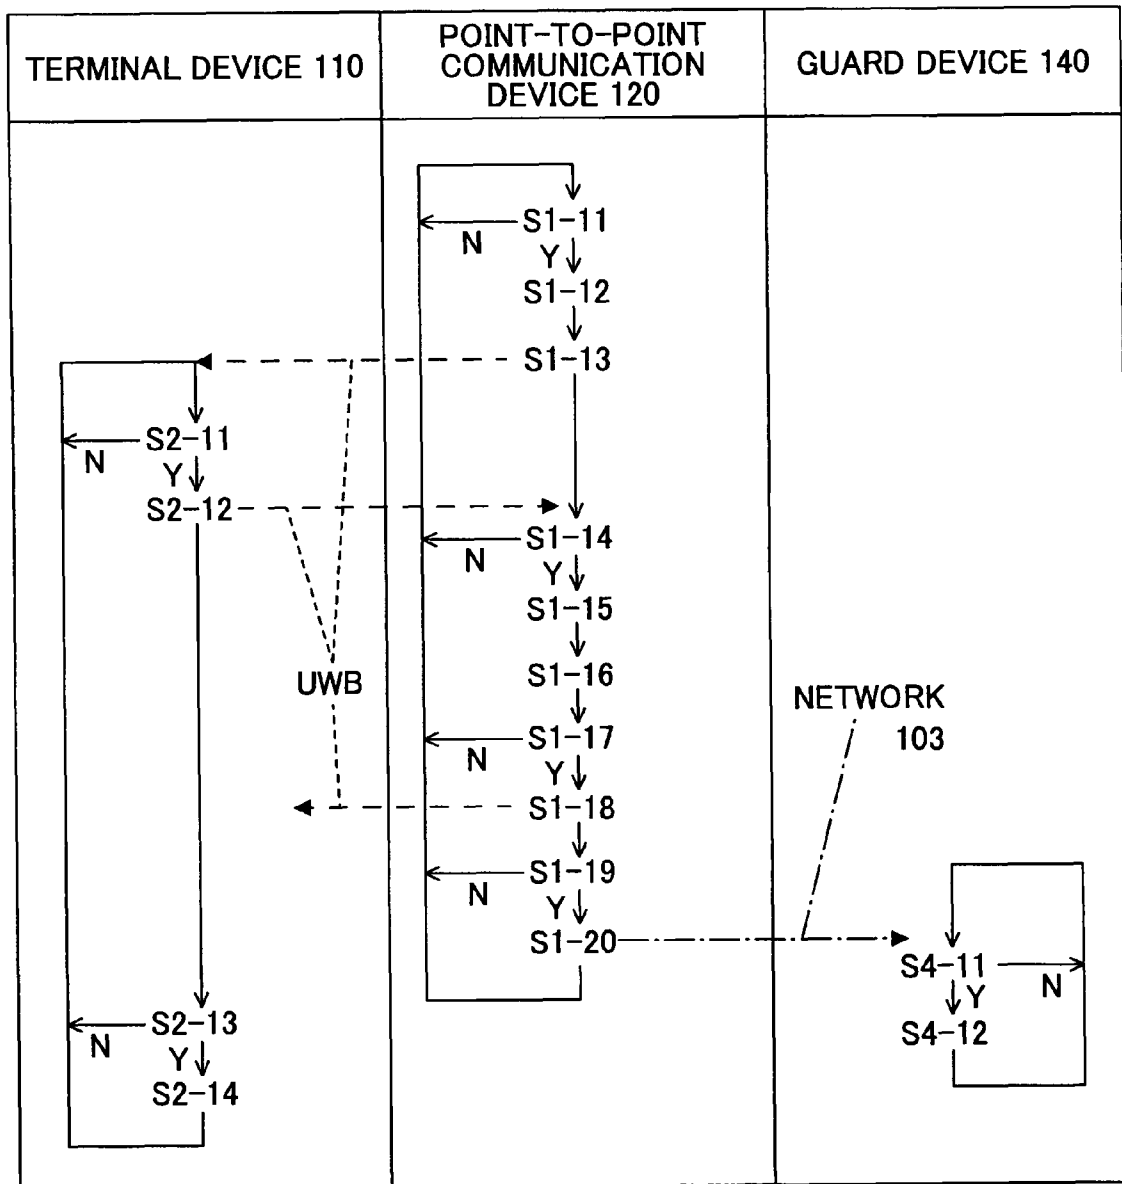 TERMINAL DEVICE 110
POINT-TO-POINT
COMMUNICATION
DEVICE 120
GUARD DEVICE 140
S1-11
N
Y
S1-12
S1-13
S2-11
N
Y
S2-12
S1-14
N
Y
S1-15
UWB
S1-16
NETWORK
103
S1-17
N
Y
S1-18
S1-19
N
Y
S1-20
S4-11
N
Y
S4-12
S2-13
N
Y
S2-14